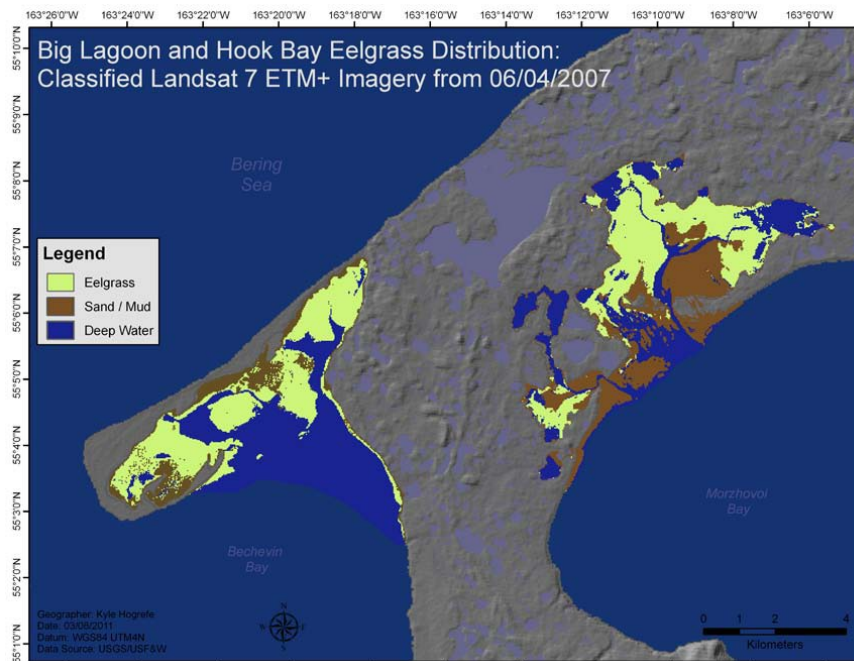 163°26'0"W 163°24'0"W 163°22'0"W 163°20'0"W 163°18'0"W 163°16'0"W 163°14'0"W 163°12'0"W 163°10'0"W 163°8'0"W 163°6'0"W
Big Lagoon and Hook Bay Eelgrass Distribution:
Classified Landsat 7 ETM+ Imagery from 06/04/2007
55°10'0"N
55°9'0"N
55°8'0"N
55°7'0"N
55°6'0"N
55°5'0"N
55°4'0"N
55°3'0"N
55°2'0"N
55°1'0"N
Bering
Sea
Legend
Eelgrass
Sand / Mud
Deep Water
Morzhovoi
Bay
Bechevin
Bay
Geographer: Kyle Hogrefe
Date: 03/08/2011
Datum: WGS84 UTM4N
Data Source: USGS/USF&W
N
0 1 2 4
Kilometers